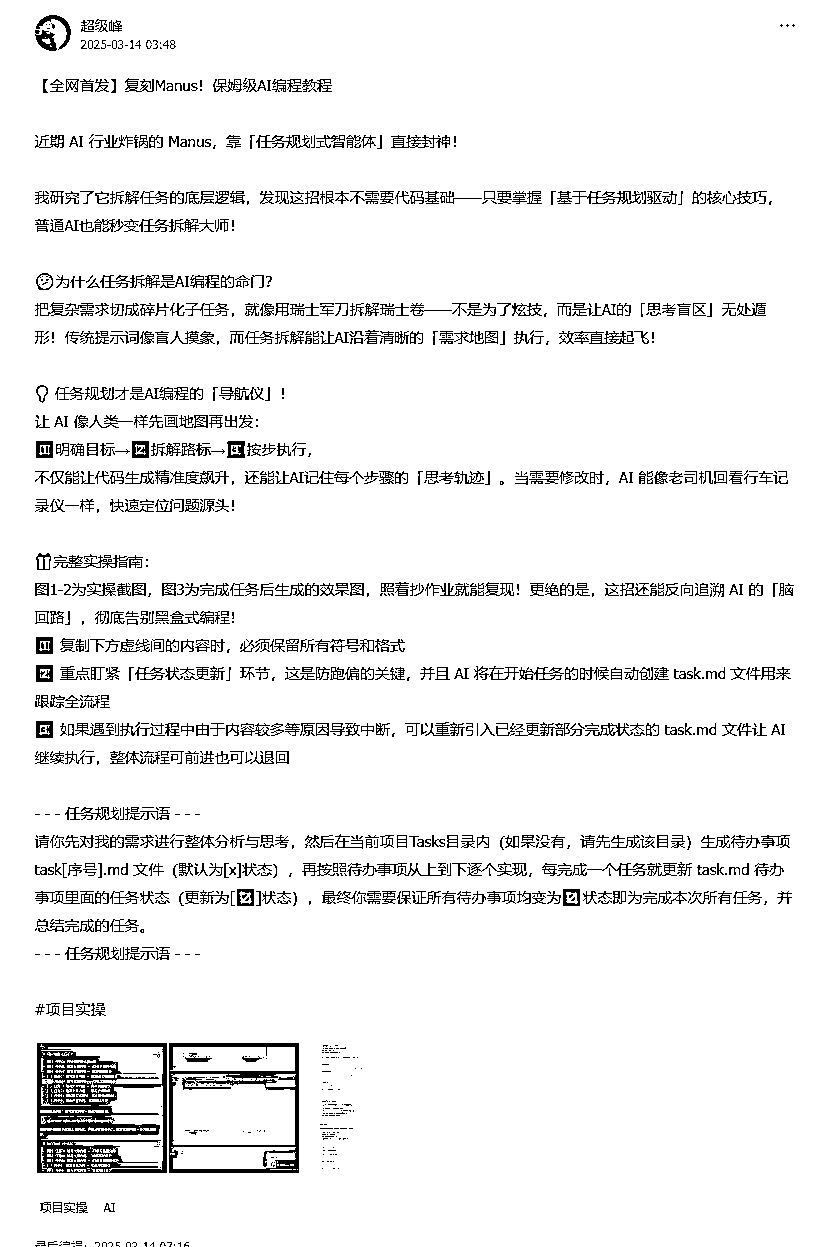 超级峰
2025-03-14 03:48
【全网首发】复刻Manus！保姆级AI编程教程
近期 AI 行业炸锅的 Manus，靠「任务规划式智能体」直接封神！
我研究了它拆解任务的底层逻辑，发现这招根本不需要代码基础——只要掌握「基于任务规划驱动」的核心技巧，
普通AI也能秒变任务拆解大师！
为什么任务拆解是AI编程的命门？
把复杂需求切成碎片化子任务，就像用瑞士军刀拆解瑞士卷——不是为了炫技，而是让AI的「思考盲区」无处遁
形！传统提示词像盲人摸象，而任务拆解能让AI沿着清晰的「需求地图」执行，效率直接起飞！
任务规划才是AI编程的「导航仪」！
让 AI 像人类一样先画地图再出发：
1明确目标→2拆解路标→3按步执行，
不仅能让代码生成精准度飙升，还能让AI记住每个步骤的「思考轨迹」。当需要修改时，AI 能像老司机回看行车记
录仪一样，快速定位问题源头！
完整实操指南：
图1-2为实操截图，图3为完成任务后生成的效果图，照着抄作业就能复现！更绝的是，这招还能反向追溯 AI 的「脑
回路」，彻底告别黑盒式编程！
1 复制下方虚线间的内容时，必须保留所有符号和格式
2 重点盯紧「任务状态更新」环节，这是防跑偏的关键，并且 AI 将在开始任务的时候自动创建 task.md 文件用来
跟踪全流程
3 如果遇到执行过程中由于内容较多等原因导致中断，可以重新引入已经更新部分完成状态的 task.md 文件让 AI
继续执行，整体流程可前进也可以退回
- - - 任务规划提示语 - - -
请你先对我的需求进行整体分析与思考，然后在当前项目Tasks目录内（如果没有，请先生成该目录）生成待办事项
task[序号].md 文件（默认为[x]状态），再按照待办事项从上到下逐个实现，每完成一个任务就更新 task.md 待办
事项里面的任务状态（更新为[✅]状态），最终你需要保证所有待办事项均变为✅状态即为完成本次所有任务，并
总结完成的任务。
- - - 任务规划提示语 - - -
#项目实操
项目实操 AI
最后编辑：2025-03-14 07:16